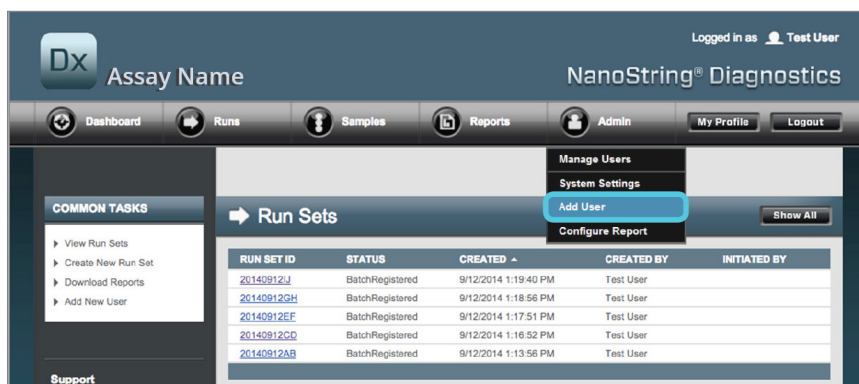 Logged in as Test User
Dx Assay Name
NanoString® Diagnostics
Dashboard Runs Samples Reports Admin My Profile Logout
Manage Users
System Settings
Add User
Configure Report
COMMON TASKS
View Run Sets
Create New Run Set
Download Reports
Add New User
Support
Run Sets Show All
RUN SET ID STATUS CREATED CREATED BY INITIATED BY
20140912IJ BatchRegistered 9/12/2014 1:19:40 PM Test User
20140912GH BatchRegistered 9/12/2014 1:18:56 PM Test User
20140912EF BatchRegistered 9/12/2014 1:17:51 PM Test User
20140912CD BatchRegistered 9/12/2014 1:16:52 PM Test User
20140912AB BatchRegistered 9/12/2014 1:13:56 PM Test User